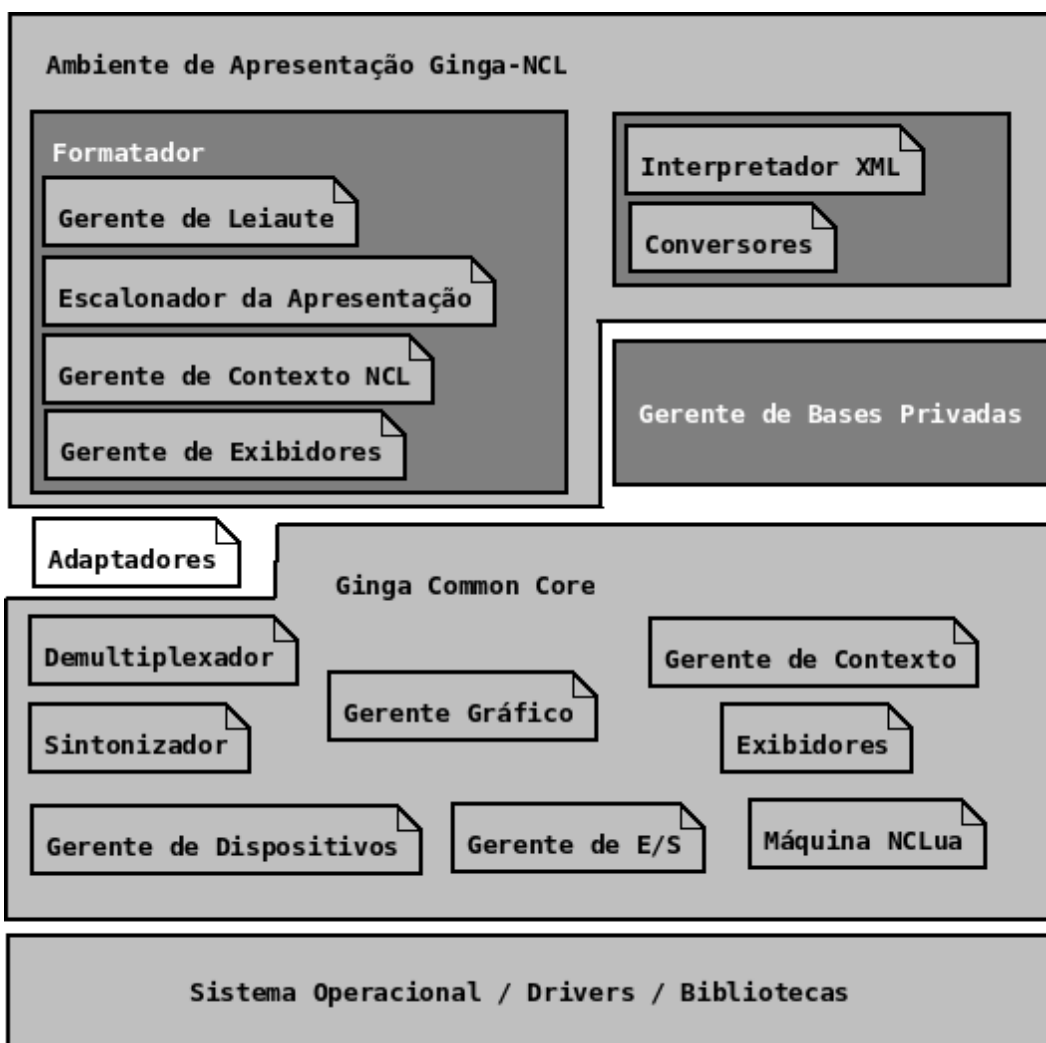 Ambiente de Apresentação Ginga-NCL
Formatador
Gerente de Leiaute
Escalonador da Apresentação
Gerente de Contexto NCL
Gerente de Exibidores
Interpretador XML
Conversores
Gerente de Bases Privadas
Adaptadores
Ginga Common Core
Demultiplexador
Gerente Gráfico
Gerente de Contexto
Sintonizador
Exibidores
Gerente de Dispositivos
Gerente de E/S
Máquina NCLua
Sistema Operacional / Drivers / Bibliotecas